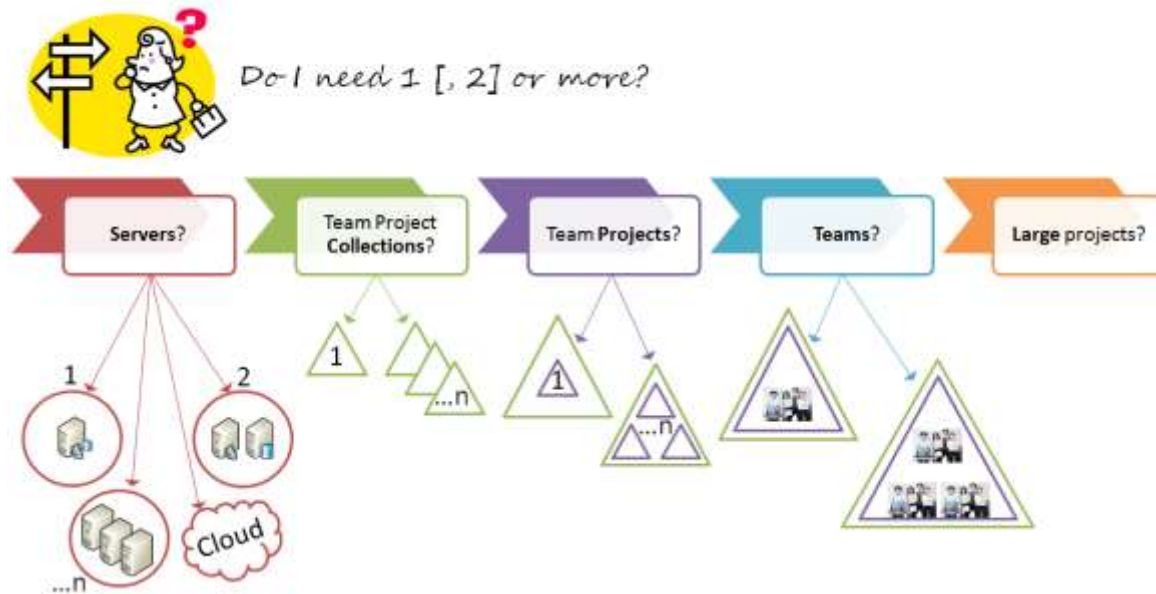 ?
Do I need 1 [, 2] or more?
Servers?
Team Project
Collections?
Team Projects?
Teams?
Large projects?
1
2
...n
Cloud
1
...n
1
...n